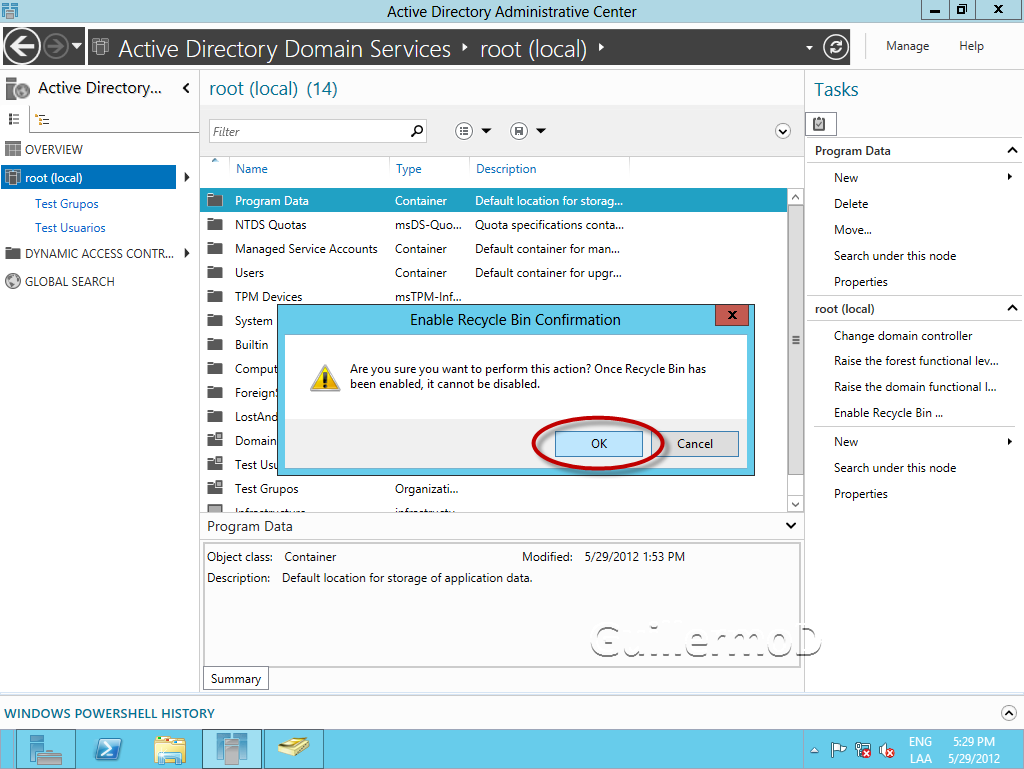 Active Directory Administrative Center
Active Directory Domain Services
root (local)
Manage
Help
Active Directory...
OVERVIEW
root (local)
Test Grupos
Test Usuarios
DYNAMIC ACCESS CONTR...
GLOBAL SEARCH
root (local) (14)
Filter
Name Type Description
Program Data Container Default location for storag...
NTDS Quotas msDS-Quo... Quota specifications conta...
Managed Service Accounts Container Default container for man...
Users Container Default container for upgr...
TPM Devices msTPM-Inf...
System
Builtin
Comput
ForeignS
LostAnd
Domain
Test Usu
Test Grupos Organizati...
Infrastructure infrastructu...
Enable Recycle Bin Confirmation
Are you sure you want to perform this action? Once Recycle Bin has
been enabled, it cannot be disabled.
OK
Cancel
Program Data
Object class: Container Modified: 5/29/2012 1:53 PM
Description: Default location for storage of application data.
GuillermoD
Summary
Tasks
Program Data
New
Delete
Move...
Search under this node
Properties
root (local)
Change domain controller
Raise the forest functional lev...
Raise the domain functional l...
Enable Recycle Bin ...
New
Search under this node
Properties
WINDOWS POWERSHELL HISTORY
ENG
LAA
5:29 PM
5/29/2012